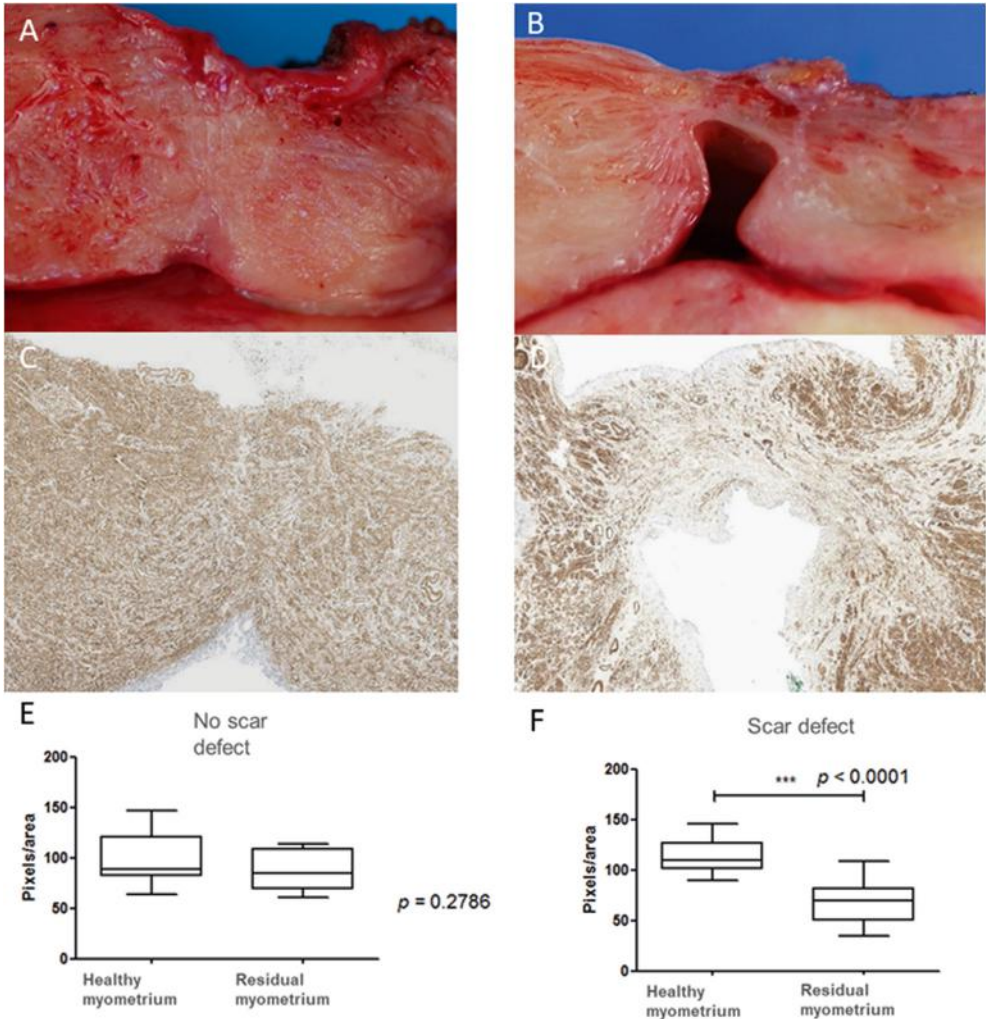 A
B
C
D
E
No scar
defect
200
150
100
50
0
Pixels/area
p = 0.2786
Healthy
myometrium
Residual
myometrium
F
Scar defect
200
150
100
50
0
Pixels/area
*** p < 0.0001
Healthy
myometrium
Residual
myometrium